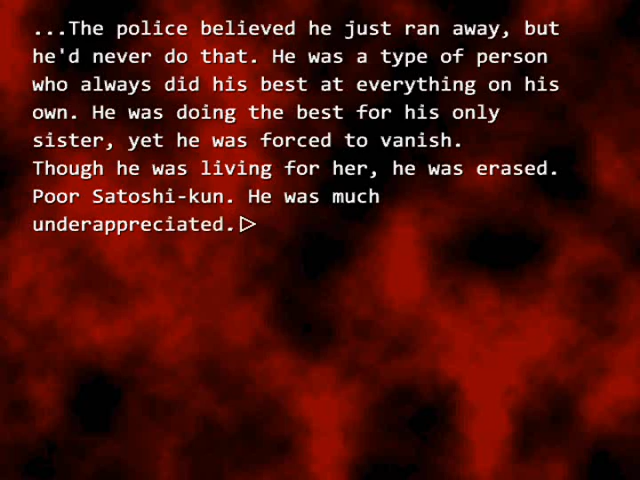 ...The police believed he just ran away, but
he'd never do that. He was a type of person
who always did his best at everything on his
own. He was doing the best for his only
sister, yet he was forced to vanish.
Though he was living for her, he was erased.
Poor Satoshi-kun. He was much
underappreciated.